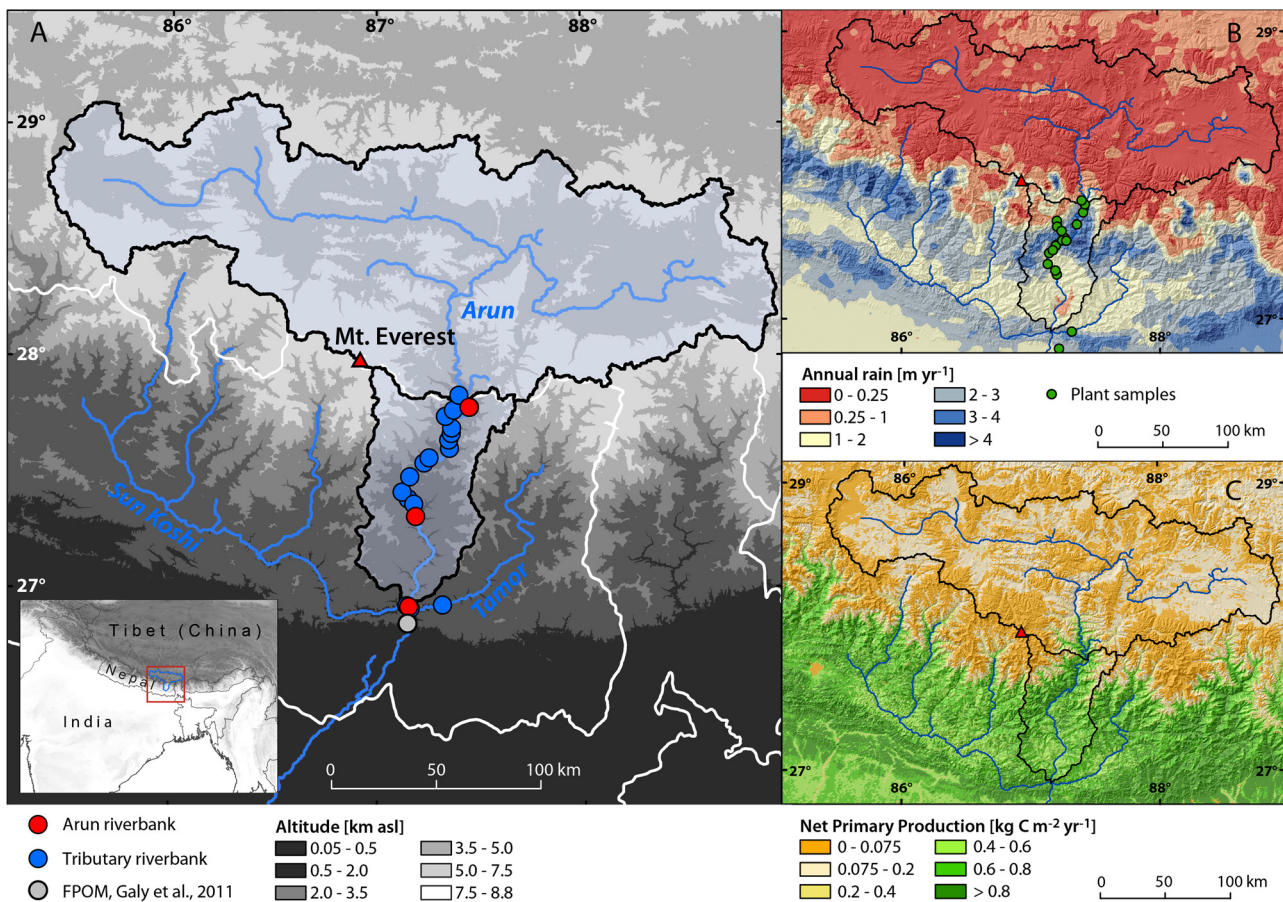 A
86°
87°
88°
29°
28°
27°
Arun
Mt. Everest
Sun Koshi
Tamor
Tibet (China)
Nepal
India
0 50 100 km
Arun riverbank
Tributary riverbank
FPOM, Galy et al., 2011
Altitude [km asl]
0.05 - 0.5
0.5 - 2.0
2.0 - 3.5
3.5 - 5.0
5.0 - 7.5
7.5 - 8.8
86°
87°
88°
B
29°
29°
27°
27°
86°
88°
Annual rain [m yr-1]
0 - 0.25
0.25 - 1
1 - 2
2 - 3
3 - 4
> 4
Plant samples
0 50 100 km
C
86°
88°
29°
29°
27°
27°
86°
88°
Net Primary Production [kg C m-2 yr-1]
0 - 0.075
0.075 - 0.2
0.2 - 0.4
0.4 - 0.6
0.6 - 0.8
> 0.8
0 50 100 km